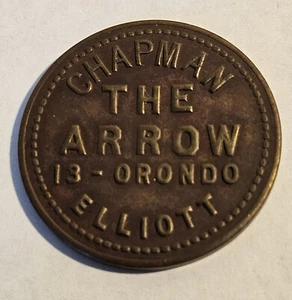 CHAPMAN
THE
ARROW
13 - ORONDO
ELLIOTT